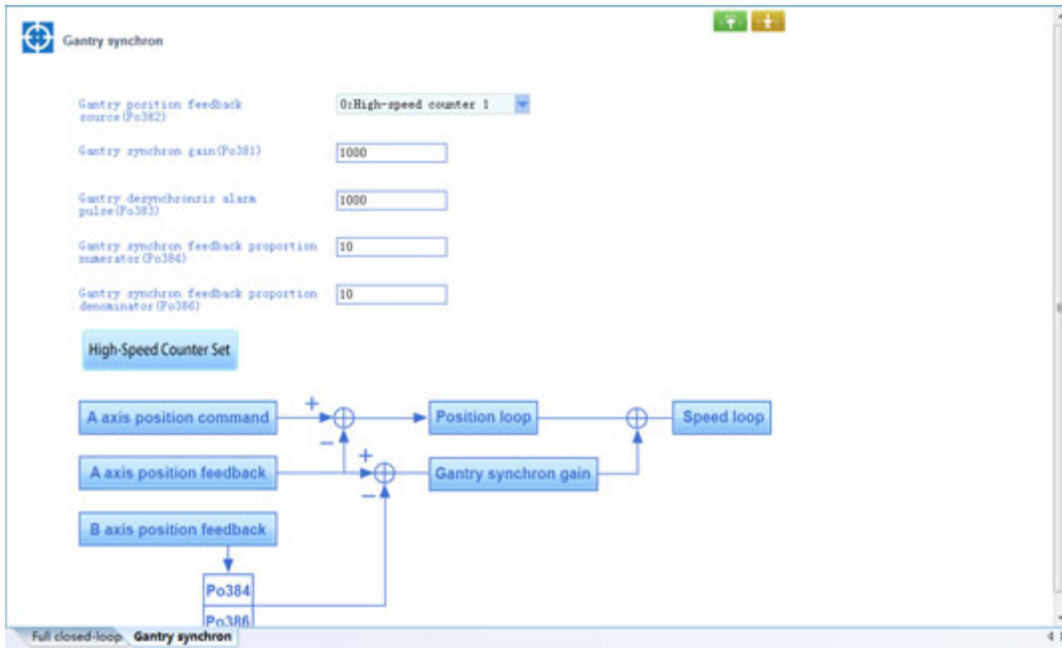 Gantry synchron
Gantry position feedback
source(Po382)
0:High-speed counter 1
Gantry synchron gain(Po381)
1000
Gantry desynchronzis alarm
pulse(Po383)
1000
Gantry synchron feedback proportion
numerator(Po384)
10
Gantry synchron feedback proportion
denominator(Po386)
10
High-Speed Counter Set
A axis position command
+
Position loop
Speed loop
−
+
A axis position feedback
Gantry synchron gain
−
B axis position feedback
Po384
Po386
Full closed-loop Gantry synchron